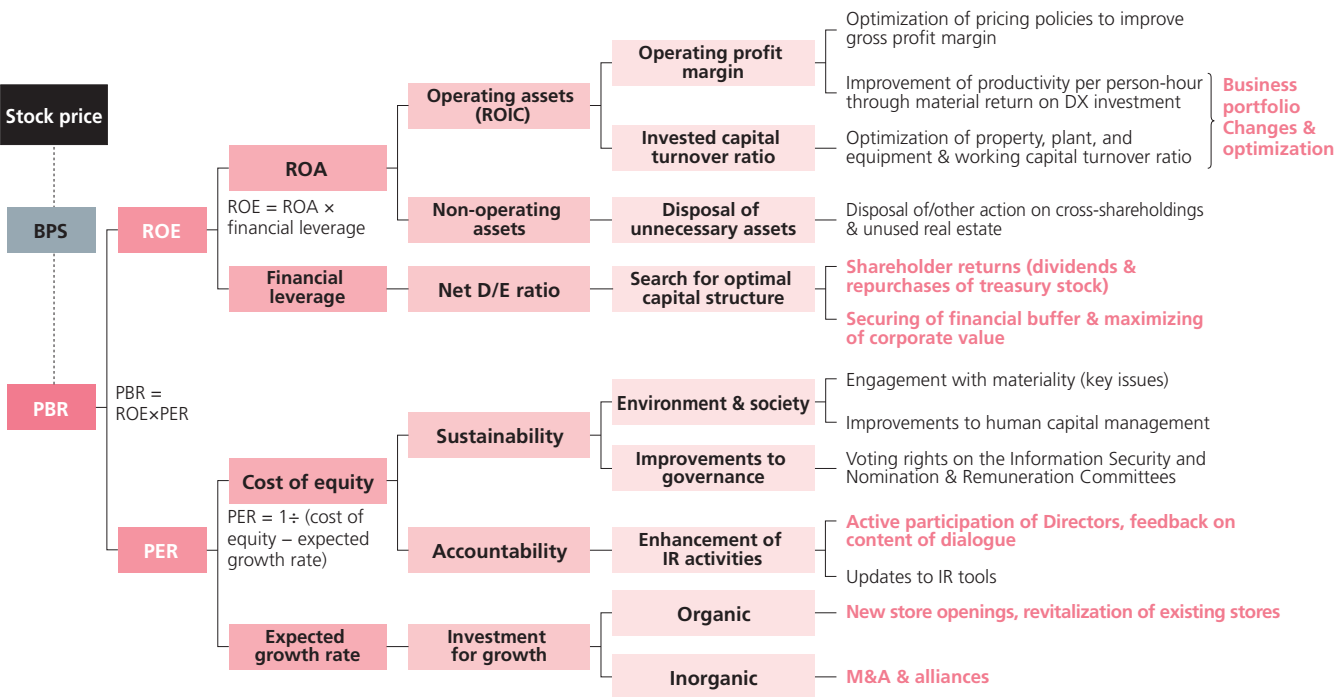 Stock price
BPS
PBR
PBR =
ROE×PER
ROE
ROA
ROE = ROA ×
financial leverage
Operating assets
(ROIC)
Operating profit
margin
Optimization of pricing policies to improve
gross profit margin
Improvement of productivity per person-hour
through material return on DX investment
Invested capital
turnover ratio
Optimization of property, plant, and
equipment & working capital turnover ratio
Business
portfolio
Changes &
optimization
Non-operating
assets
Disposal of
unnecessary assets
Disposal of/other action on cross-shareholdings
& unused real estate
Financial
leverage
Net D/E ratio
Search for optimal
capital structure
Shareholder returns (dividends &
repurchases of treasury stock)
Securing of financial buffer & maximizing
of corporate value
PER
Cost of equity
PER = 1÷ (cost of
equity – expected
growth rate)
Sustainability
Environment & society
Engagement with materiality (key issues)
Improvements to human capital management
Improvements to
governance
Voting rights on the Information Security and
Nomination & Remuneration Committees
Accountability
Enhancement of
IR activities
Active participation of Directors, feedback on
content of dialogue
Updates to IR tools
Expected
growth rate
Investment
for growth
Organic
New store openings, revitalization of existing stores
Inorganic
M&A & alliances